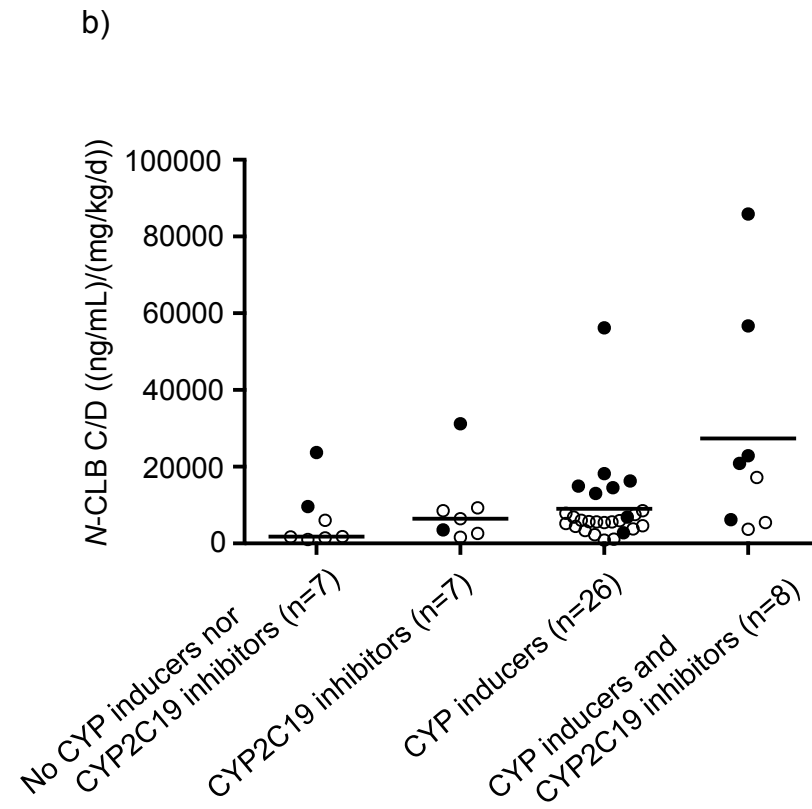 b)
N-CLB C/D ((ng/mL)/(mg/kg/d))
100000
80000
60000
40000
20000
0
No CYP inducers nor
CYP2C19 inhibitors (n=7)
CYP2C19 inhibitors (n=7)
CYP inducers (n=26)
CYP inducers and
CYP2C19 inhibitors (n=8)